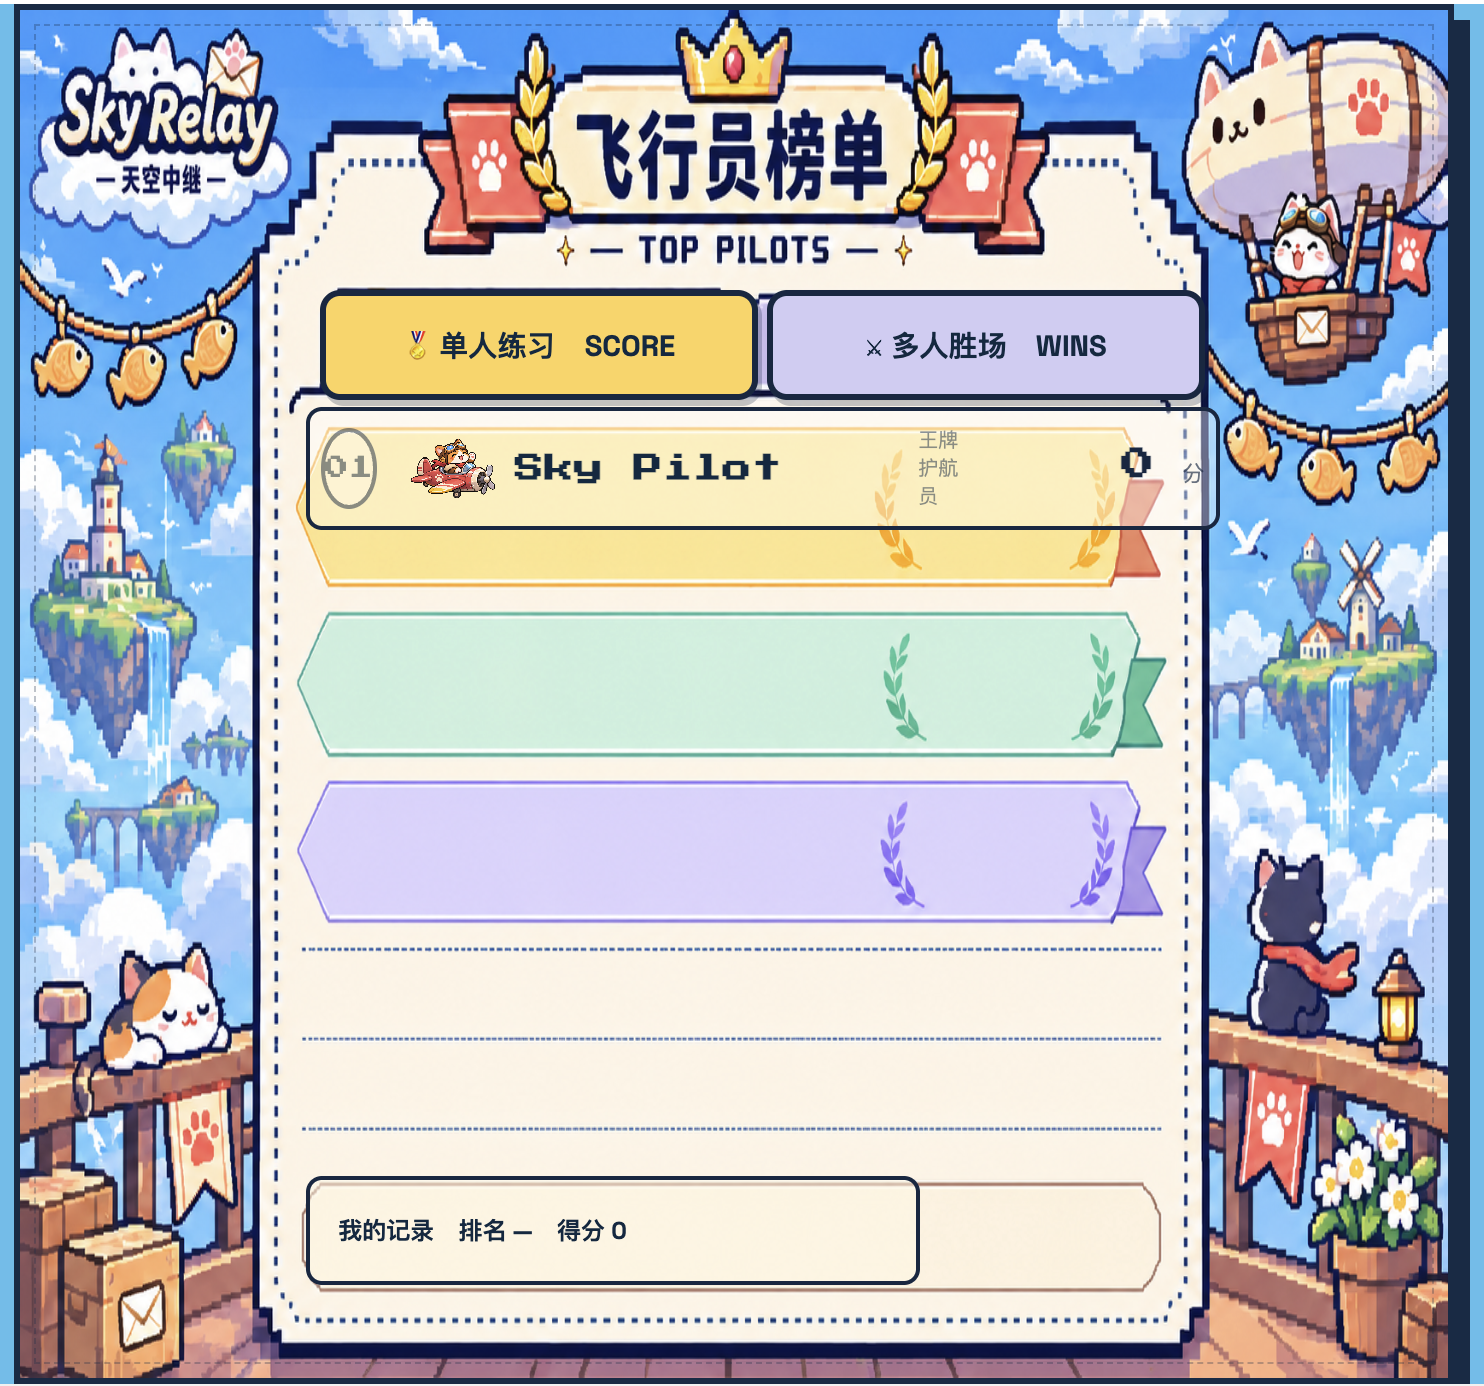 Sky Relay
— 天空中继 —
飞行员榜单
— TOP PILOTS —
单人练习 SCORE
多人胜场 WINS
01 Sky Pilot 王牌护航员 0 分
我的记录 排名 — 得分 0